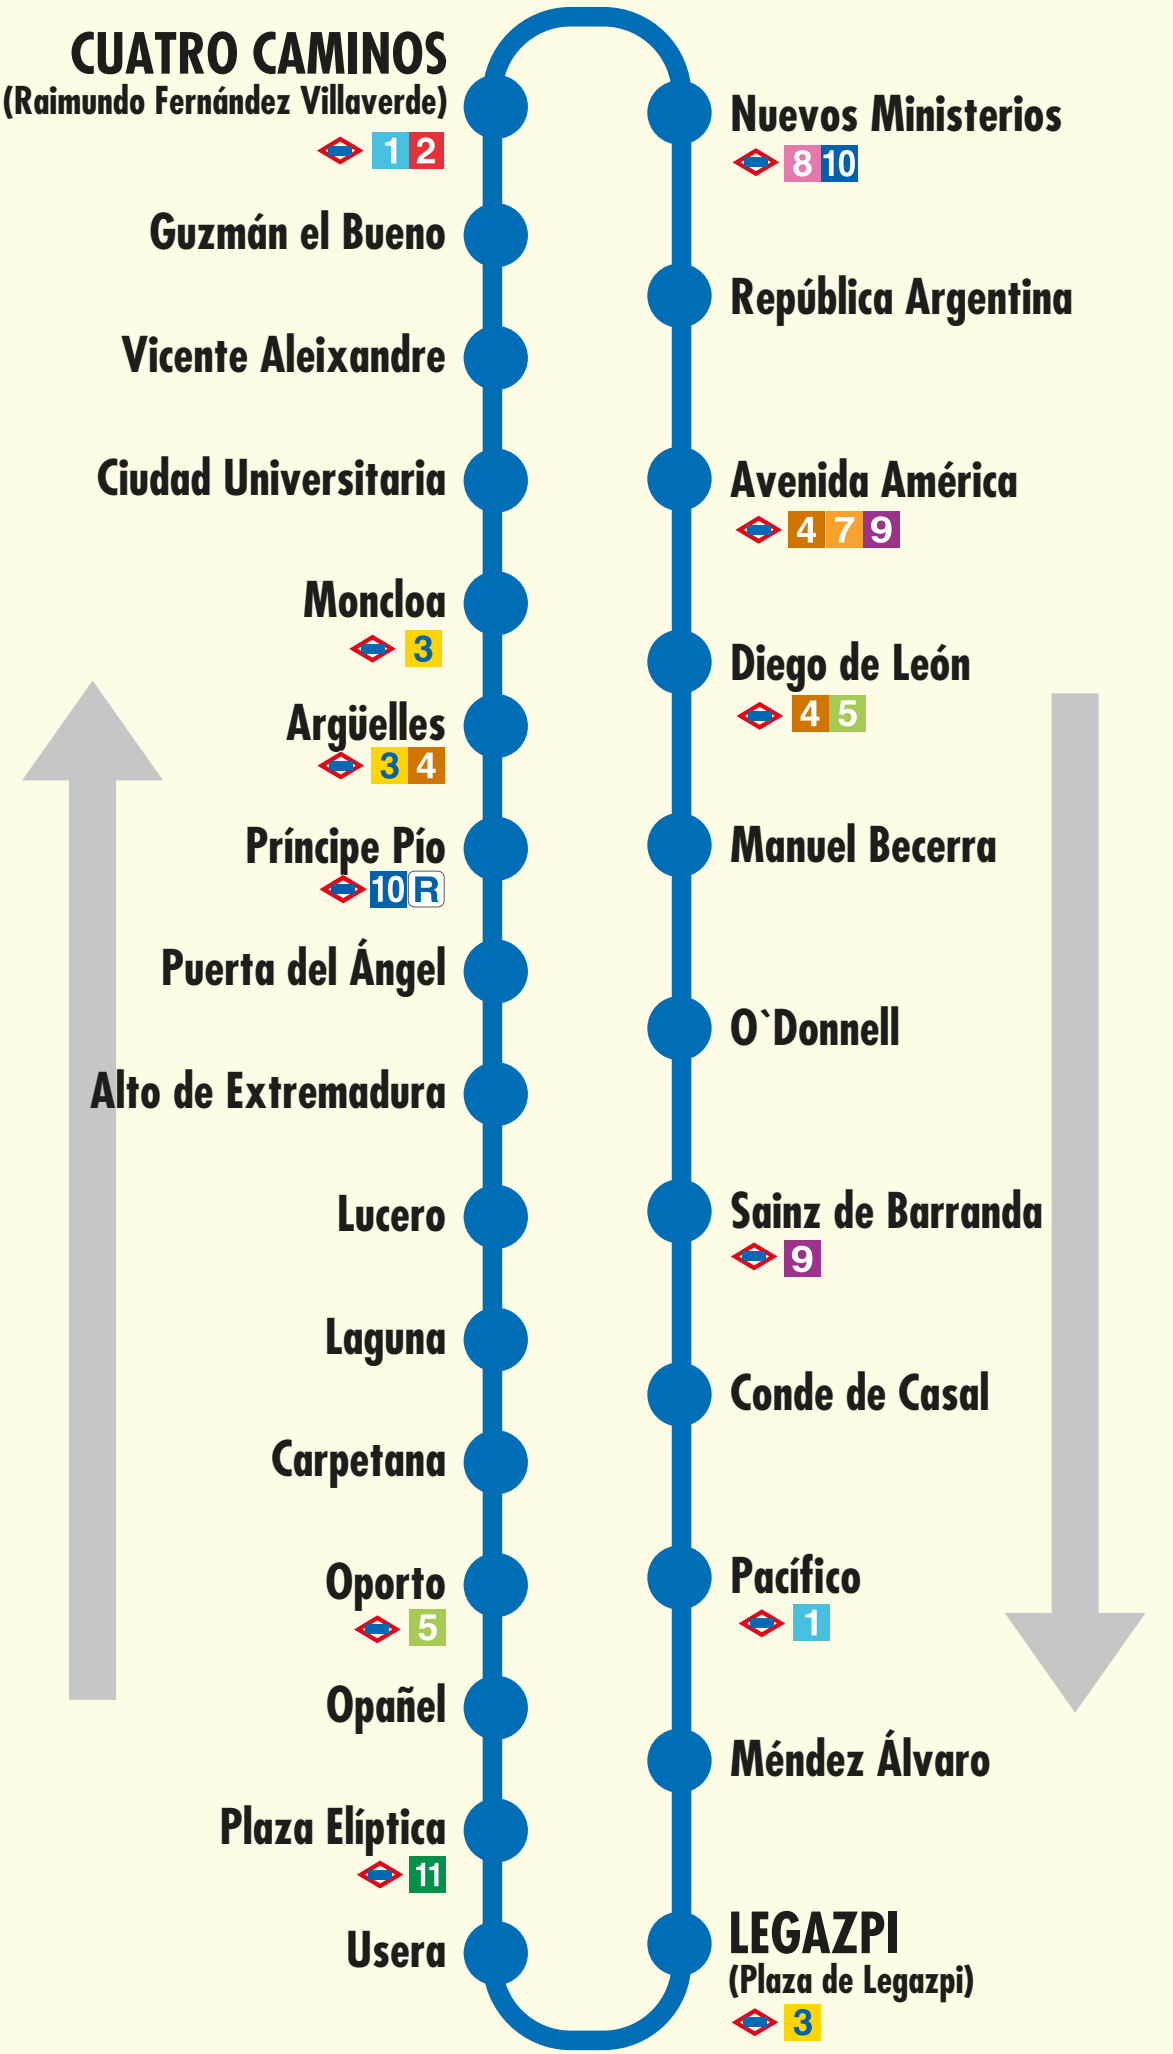 CUATRO CAMINOS
(Raimundo Fernández Villaverde)
1 2
Guzmán el Bueno
Vicente Aleixandre
Ciudad Universitaria
Moncloa
3
Argüelles
3 4
Príncipe Pío
10 R
Puerta del Ángel
Alto de Extremadura
Lucero
Laguna
Carpetana
Oporto
5
Opañel
Plaza Elíptica
11
Usera
Nuevos Ministerios
8 10
República Argentina
Avenida América
4 7 9
Diego de León
4 5
Manuel Becerra
O`Donnell
Sainz de Barranda
9
Conde de Casal
Pacífico
1
Méndez Álvaro
LEGAZPI
(Plaza de Legazpi)
3